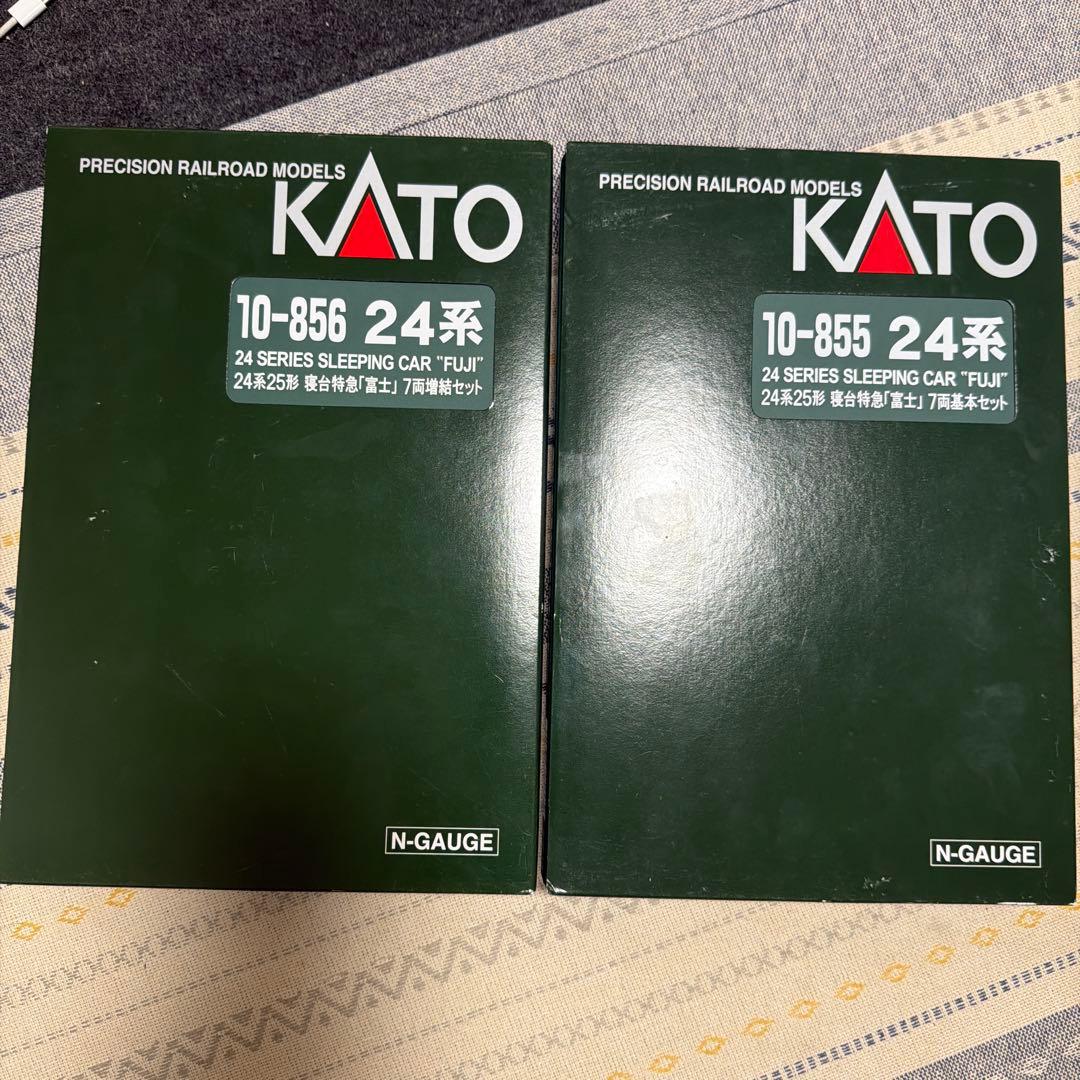 PRECISION RAILROAD MODELS
KATO
10-856 24系
24 SERIES SLEEPING CAR "FUJI"
24系25形 寝台特急「富士」 7両増結セット
N-GAUGE
PRECISION RAILROAD MODELS
KATO
10-855 24系
24 SERIES SLEEPING CAR "FUJI"
24系25形 寝台特急「富士」 7両基本セット
N-GAUGE